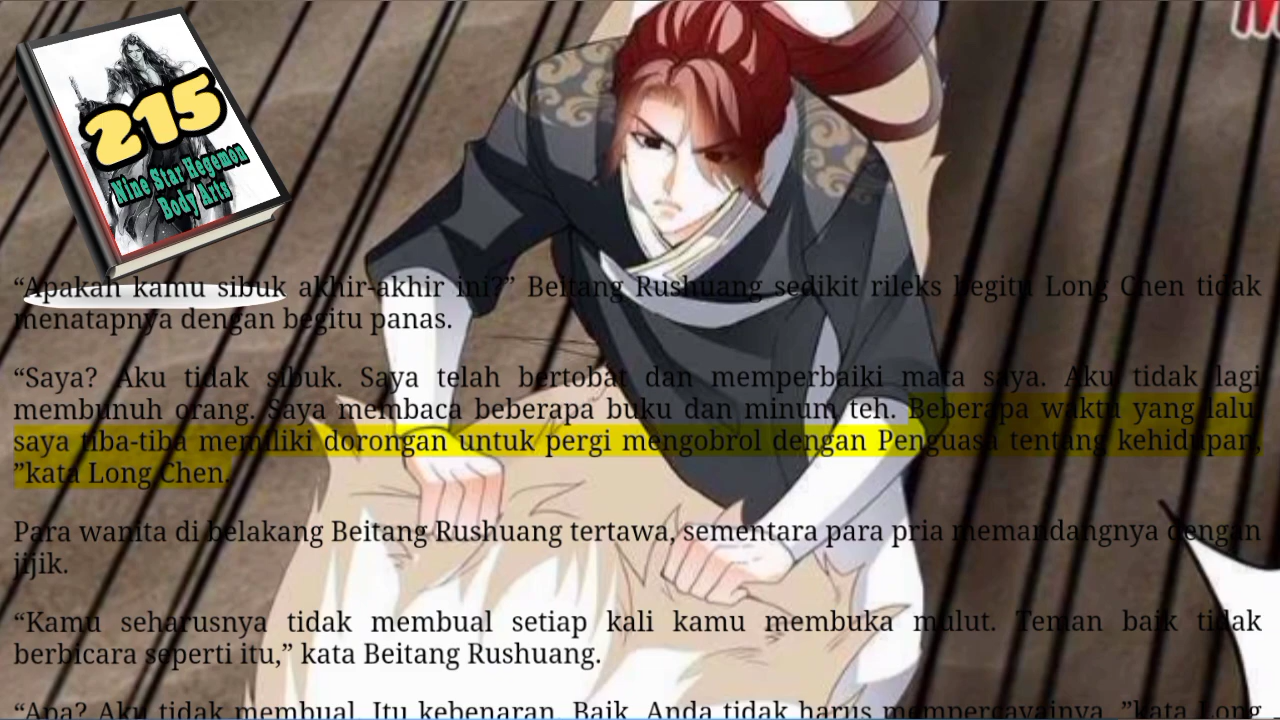 215
Nine Star Hegemon
Body Arts
“Apakah kamu sibuk akhir-akhir ini?” Beitang Rushuang sedikit rileks begitu Long Chen tidak
menatapnya dengan begitu panas.
“Saya? Aku tidak sibuk. Saya telah bertobat dan memperbaiki mata saya. Aku tidak lagi
membunuh orang. Saya membaca beberapa buku dan minum teh. Beberapa waktu yang lalu,
saya tiba-tiba memiliki dorongan untuk pergi mengobrol dengan Penguasa tentang kehidupan,
”kata Long Chen.
Para wanita di belakang Beitang Rushuang tertawa, sementara para pria memandangnya dengan
jijik.
“Kamu seharusnya tidak membual setiap kali kamu membuka mulut. Teman baik tidak
berbicara seperti itu,” kata Beitang Rushuang.
“Apa? Aku tidak membual. Itu kebenaran. Baik, Anda tidak harus mempercayainya, ”kata Long